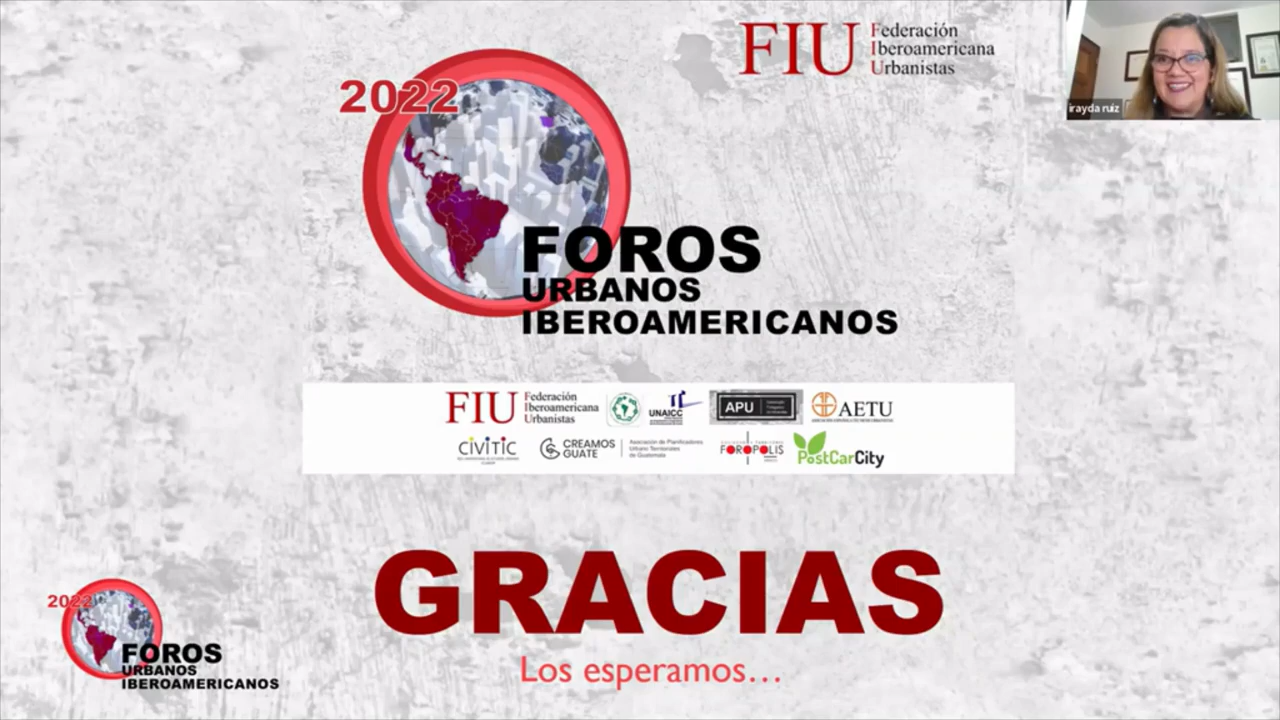 FIU Federación
Iberoamericana
Urbanistas
irayda ruiz
2022
FOROS
URBANOS
IBEROAMERICANOS
FIU Federación
Iberoamericana
Urbanistas
UNAICC
APU
AETU
CIVITIC
CREAMOS
GUATE
Asociación de Planificadores
Urbano Territoriales
de Guatemala
FOROPOLIS
PostCarCity
GRACIAS
Los esperamos...
2022
FOROS
URBANOS
IBEROAMERICANOS